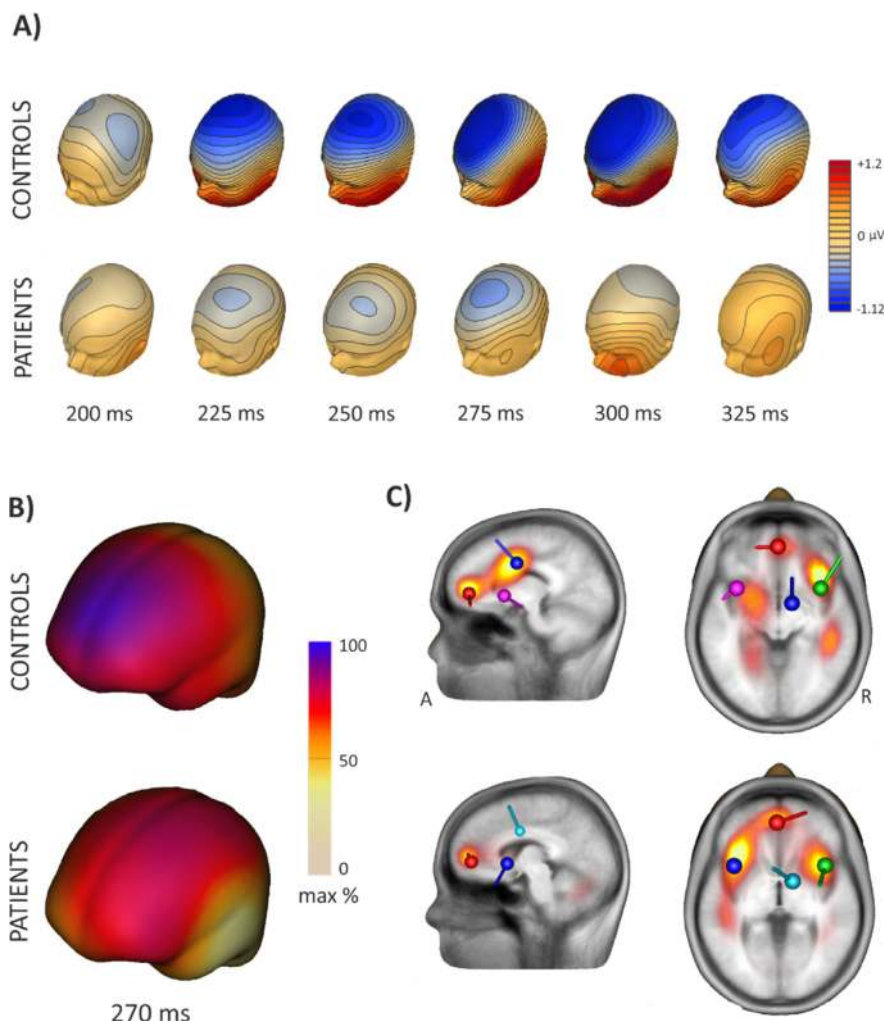 A)
CONTROLS
PATIENTS
200 ms
225 ms
250 ms
275 ms
300 ms
325 ms
+1.2
0 µV
-1.12
B)
CONTROLS
PATIENTS
270 ms
100
50
0
max %
C)
A
R